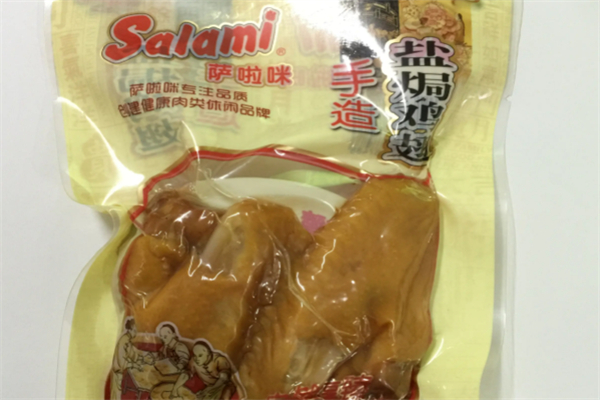 Salami®
萨啦咪
萨啦咪专注品质
创建健康肉类休闲品牌
手造
盐焗鸡翅